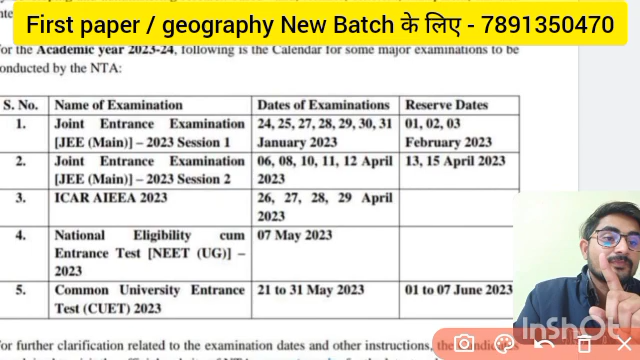 First paper / geography New Batch के लिए - 7891350470
For the Academic year 2023-24, following is the Calendar for some major examinations to be
onducted by the NTA:
S. No. Name of Examination Dates of Examinations Reserve Dates
1. Joint Entrance Examination 24, 25, 27, 28, 29, 30, 31 01, 02, 03
[JEE (Main)] – 2023 Session 1 January 2023 February 2023
2. Joint Entrance Examination 06, 08, 10, 11, 12 April 13, 15 April 2023
[JEE (Main)] – 2023 Session 2 2023
3. ICAR AIEEA 2023 26, 27, 28, 29 April
2023
4. National Eligibility cum 07 May 2023
Entrance Test [NEET (UG)] –
2023
5. Common University Entrance 21 to 31 May 2023 01 to 07 June 2023
Test (CUET) 2023
For further clarification related to the examination dates and other instructions, the
InShOt